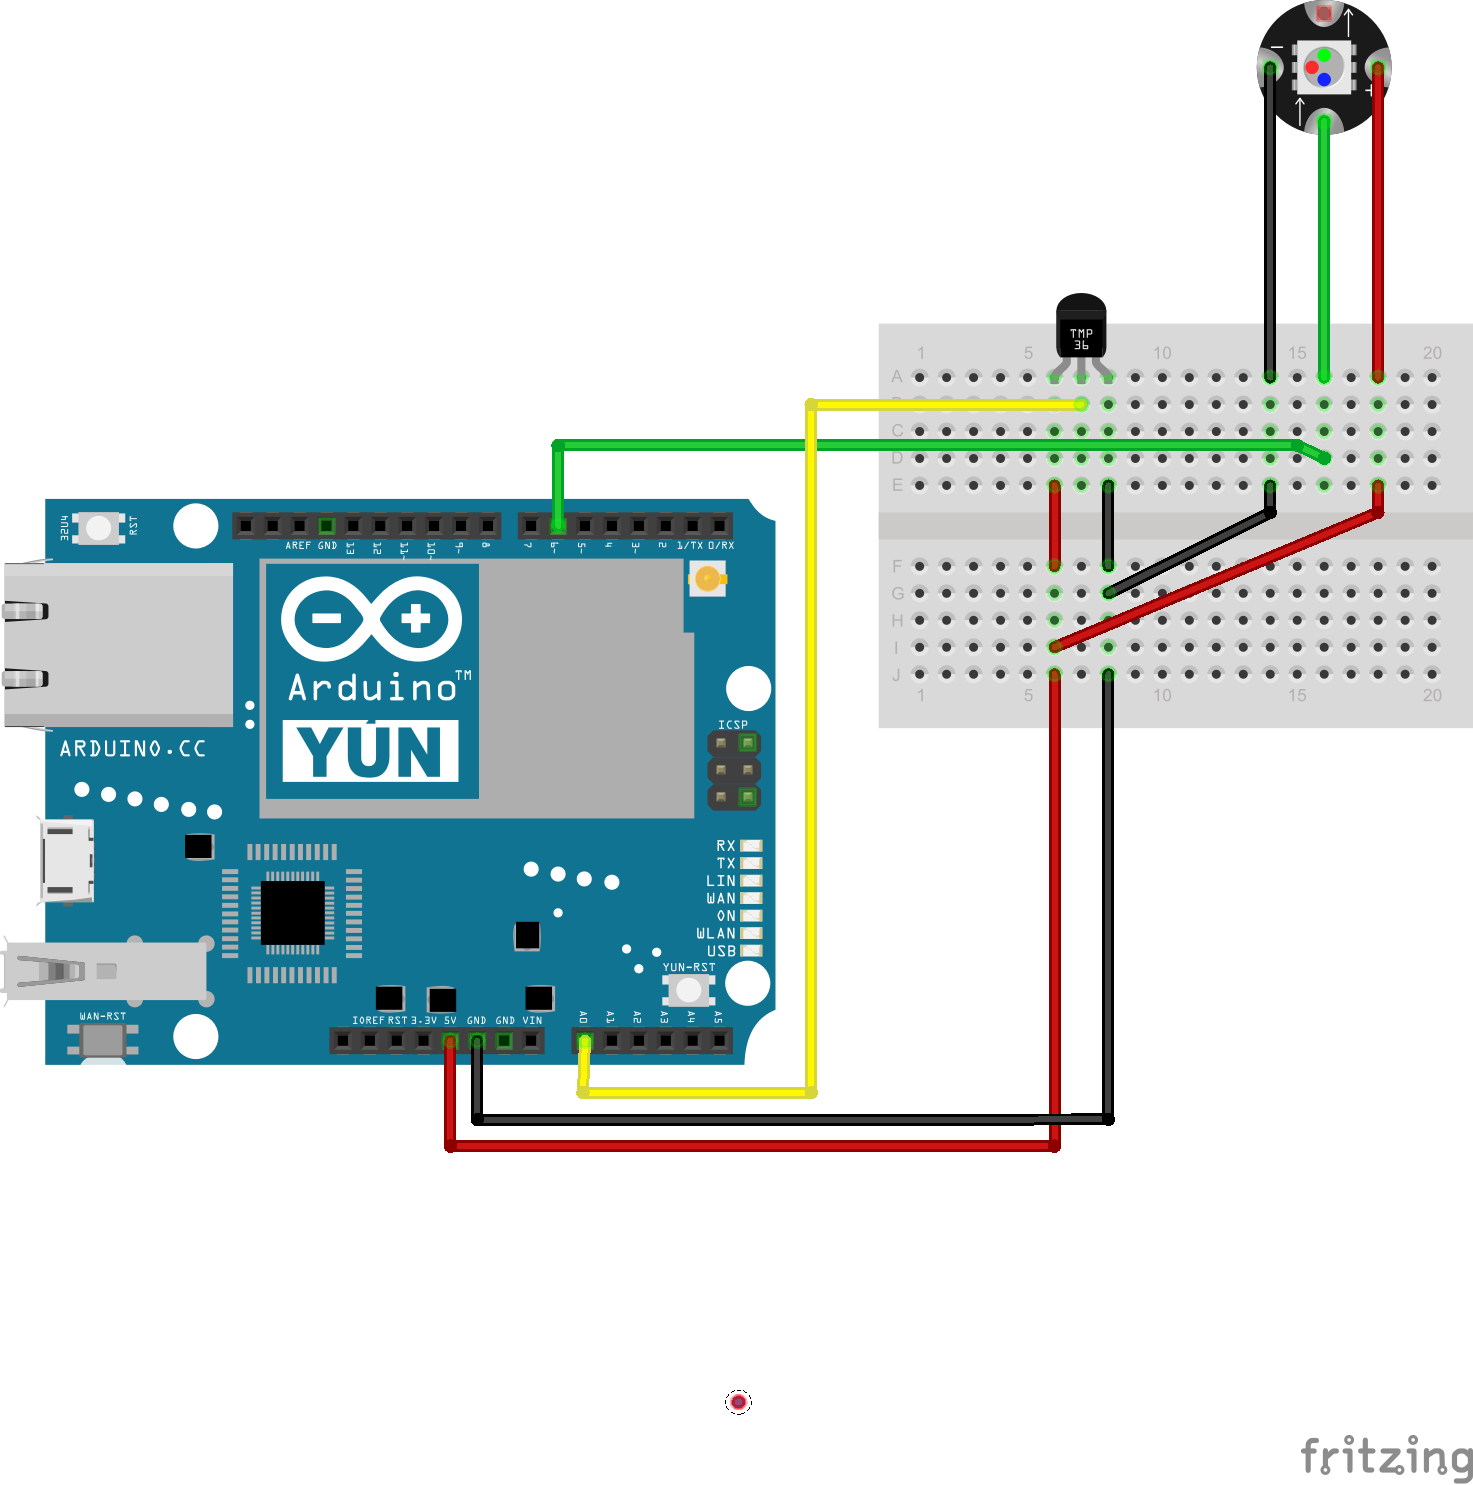 TMP
36
1 5 10 15 20
A
C
D
E
F
G
H
I
J
1 5 10 15 20
32U4 RST
AREF GND 13 12 11~ 10~ 9~ 8
7 6~ 5~ 4 3~ 2 1/TX 0/RX
Arduino™
YÚN
ARDUINO.CC
ICSP
RX
TX
LIN
WAN
ON
WLAN
USB
YUN-RST
WAN-RST
IOREF RST 3.3V 5V GND GND VIN
A0 A1 A2 A3 A4 A5
fritzing